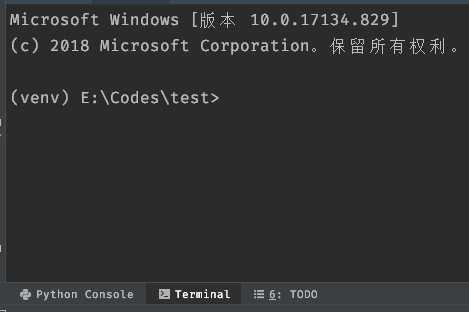 Microsoft Windows [版本 10.0.17134.829]
(c) 2018 Microsoft Corporation。保留所有权利。
(venv) E:\Codes\test>
Python Console Terminal 6: TODO